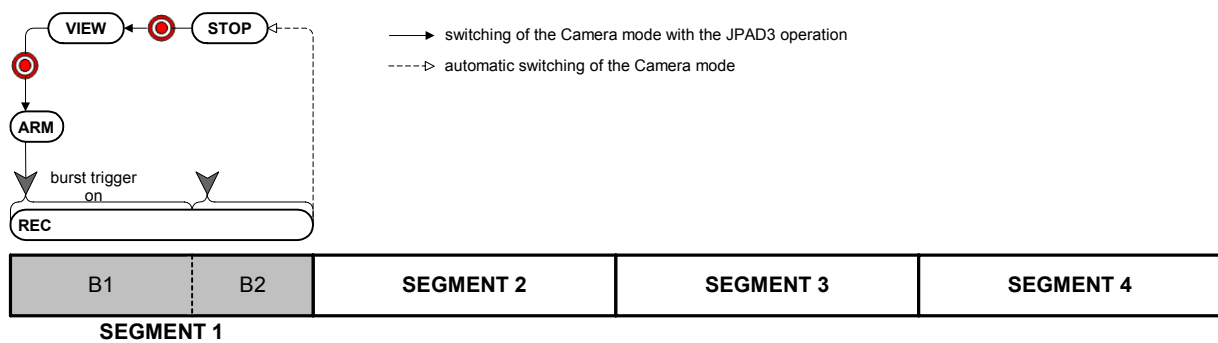 VIEW
STOP
switching of the Camera mode with the JPAD3 operation
automatic switching of the Camera mode
ARM
burst trigger
on
REC
B1
B2
SEGMENT 2
SEGMENT 3
SEGMENT 4
SEGMENT 1